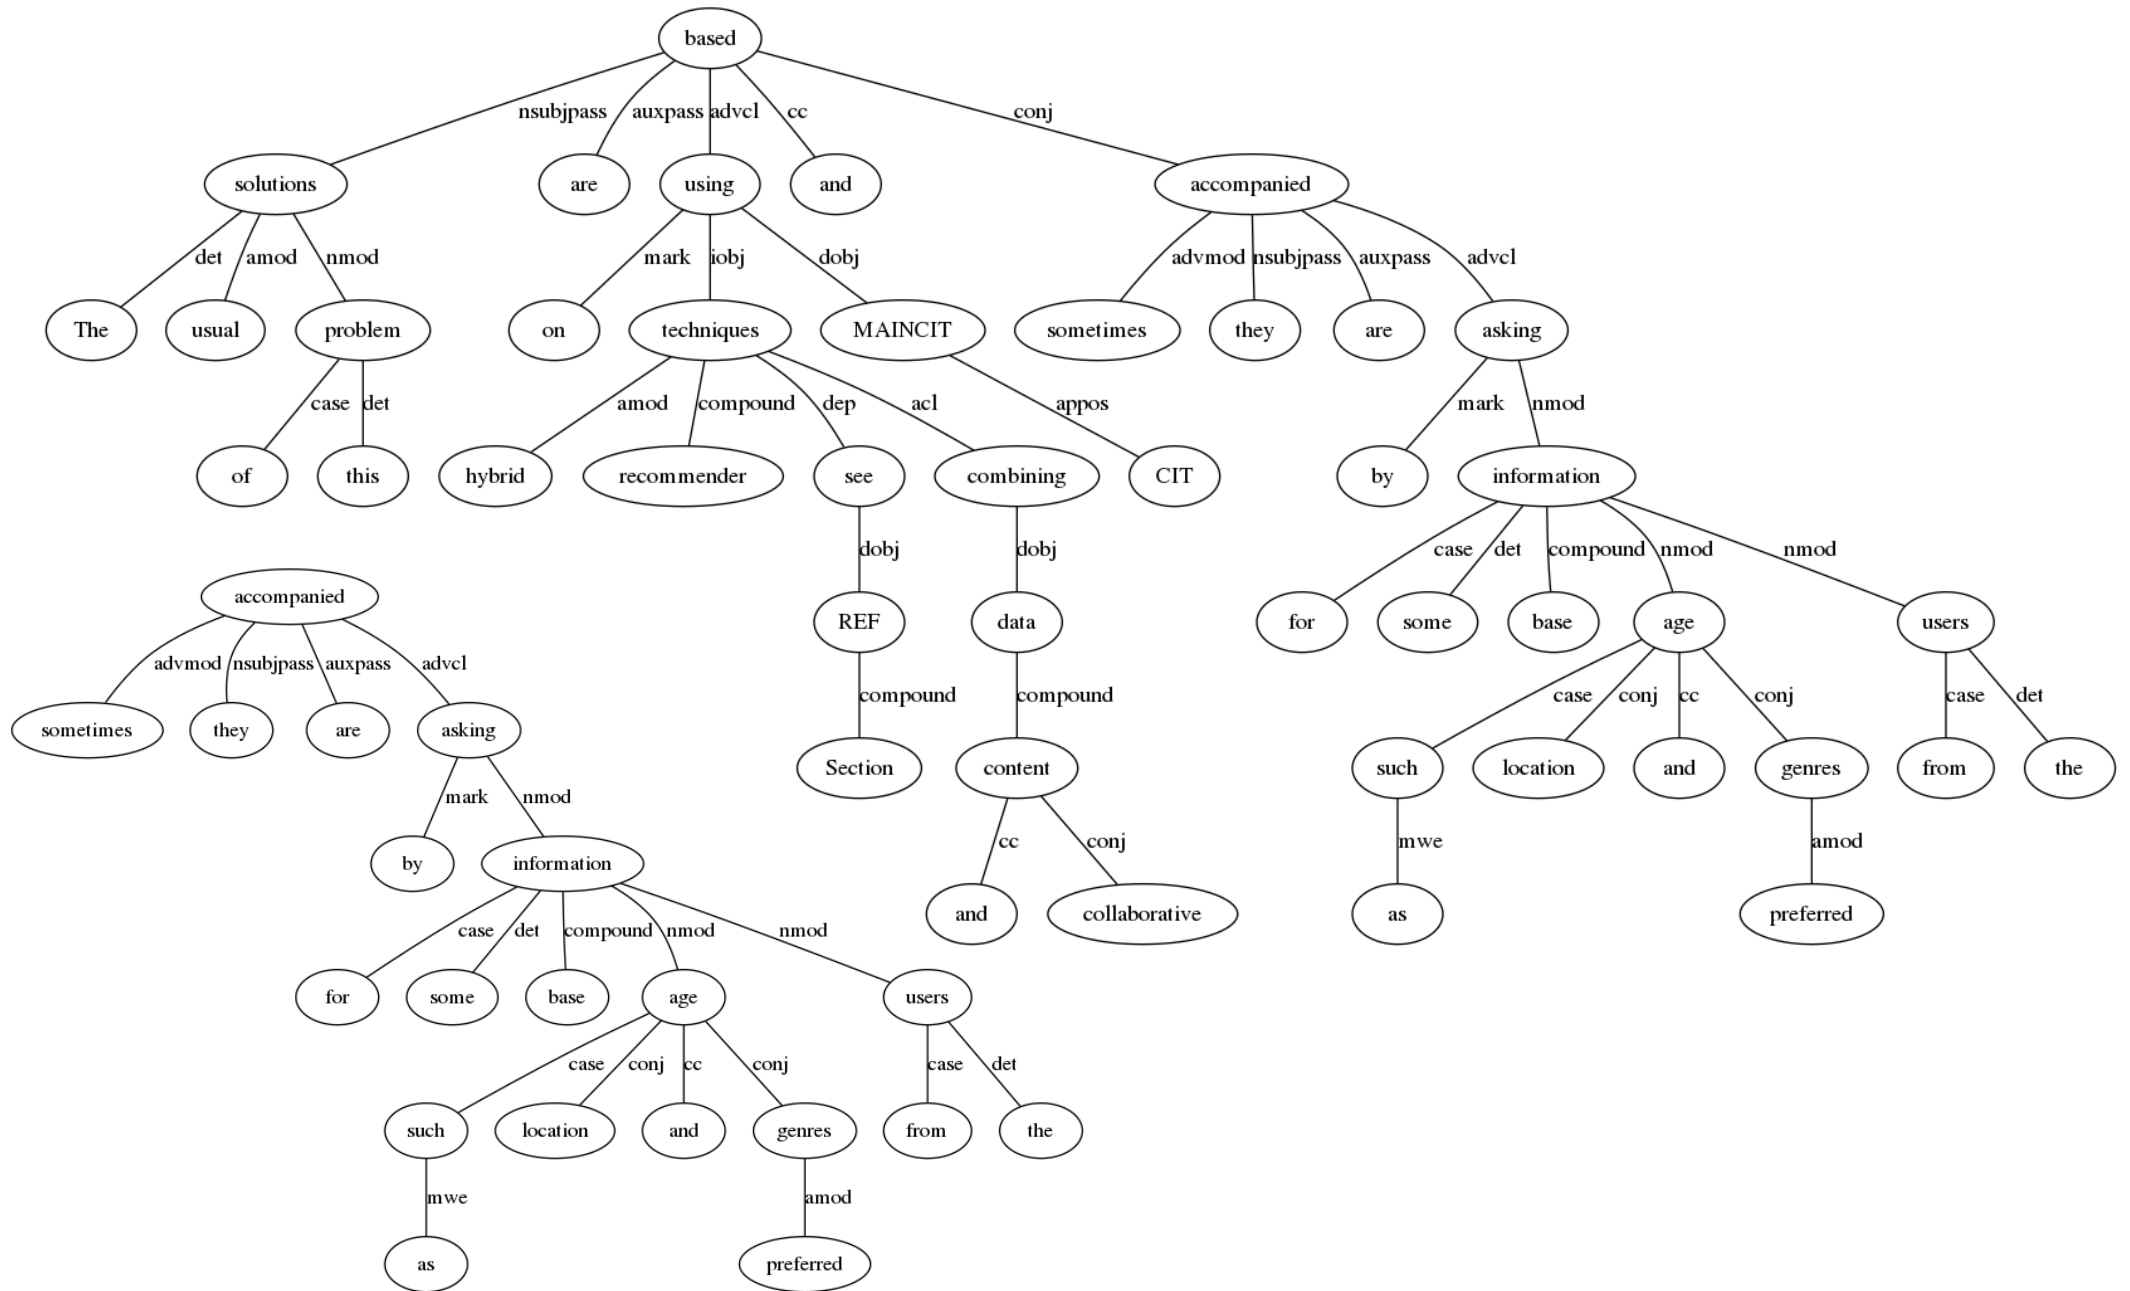 based
nsubjpass auxpass advcl cc conj
solutions are using and accompanied
det amod nmod mark iobj dobj advmod nsubjpass auxpass advcl
The usual problem on techniques MAINCIT sometimes they are asking
case det amod compound dep acl appos mark nmod
of this hybrid recommender see combining CIT by information
dobj dobj case det compound nmod nmod
REF data for some base age users
compound compound case conj cc conj case det
Section content such location and genres from the
cc conj mwe amod
and collaborative as preferred
accompanied
advmod nsubjpass auxpass advcl
sometimes they are asking
mark nmod
by information
case det compound nmod nmod
for some base age users
case conj cc conj case det
such location and genres from the
mwe amod
as preferred